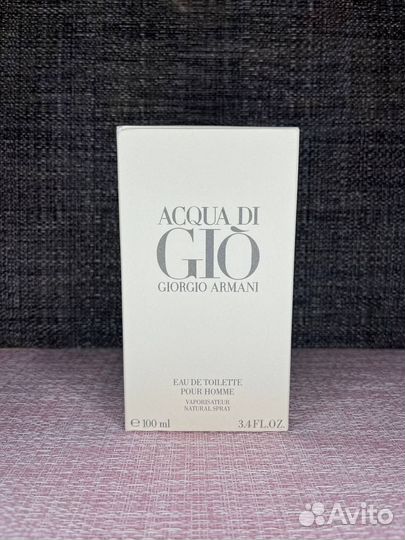 ACQUA DI
GIÒ
GIORGIO ARMANI
EAU DE TOILETTE
POUR HOMME
VAPORISATEUR
NATURAL SPRAY
℮ 100 ml 3.4 FL.OZ.
Avito